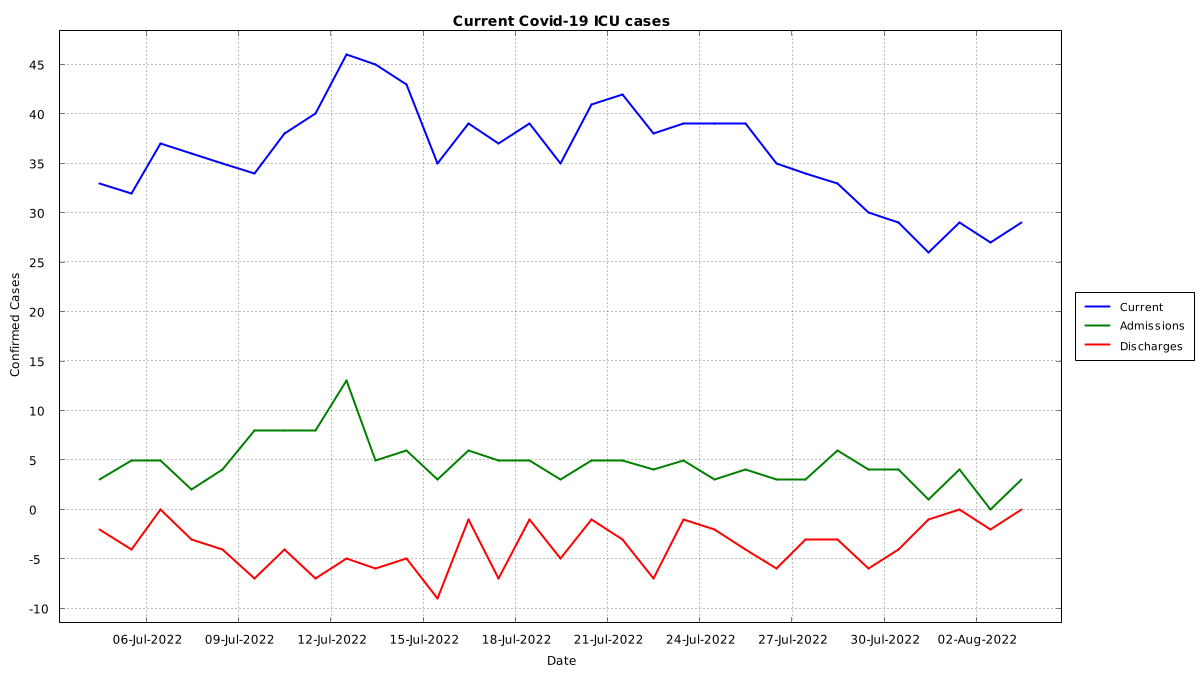 Current Covid-19 ICU cases
Confirmed Cases
45
40
35
30
25
20
15
10
5
0
-5
-10
06-Jul-2022 09-Jul-2022 12-Jul-2022 15-Jul-2022 18-Jul-2022 21-Jul-2022 24-Jul-2022 27-Jul-2022 30-Jul-2022 02-Aug-2022
Date
Current
Admissions
Discharges